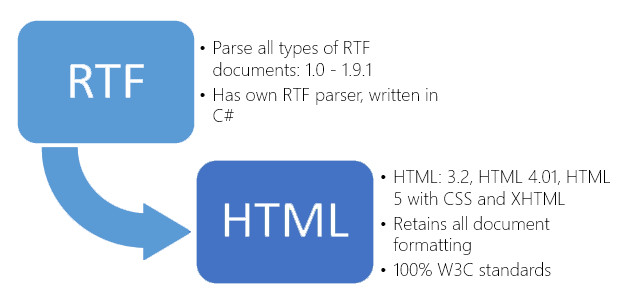 RTF
• Parse all types of RTF
documents: 1.0 - 1.9.1
• Has own RTF parser, written in
C#
HTML
• HTML: 3.2, HTML 4.01, HTML
5 with CSS and XHTML
• Retains all document
formatting
• 100% W3C standards